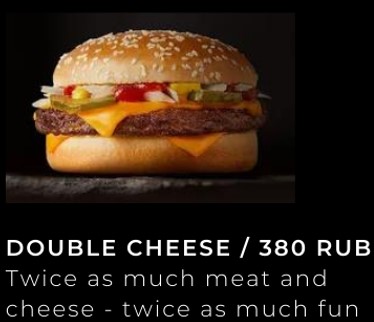 DOUBLE CHEESE / 380 RUB
Twice as much meat and
cheese - twice as much fun